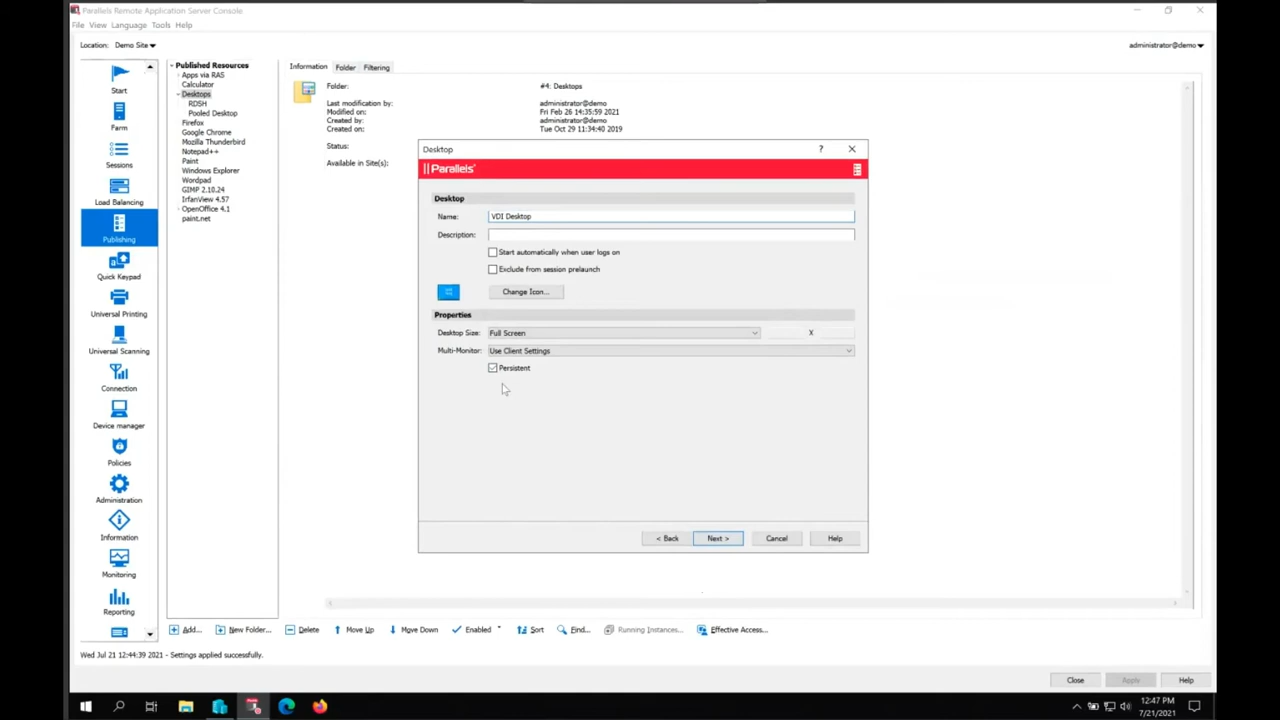 Parallels Remote Application Server Console
File View Language Tools Help
Location: Demo Site
administrator@demo
Start
Farm
Sessions
Load Balancing
Publishing
Quick Keypad
Universal Printing
Universal Scanning
Connection
Device manager
Policies
Administration
Information
Monitoring
Reporting
Published Resources
Apps via RAS
Calculator
Desktops
RDSH
Pooled Desktop
Firefox
Google Chrome
Mozilla Thunderbird
Notepad++
Paint
Windows Explorer
Wordpad
GIMP 2.10.24
IrfanView 4.57
OpenOffice 4.1
paint.net
Information Folder Filtering
Folder: #4: Desktops
Last modification by: administrator@demo
Modified on: Fri Feb 26 14:35:59 2021
Created by: administrator@demo
Created on: Tue Oct 29 11:34:40 2019
Status:
Available in Site(s):
Desktop ?
Parallels
Desktop
Name: VDI Desktop
Description:
Start automatically when user logs on
Exclude from session prelaunch
Change Icon...
Properties
Desktop Size: Full Screen X
Multi-Monitor: Use Client Settings
Persistent
< Back Next > Cancel Help
Add... New Folder... Delete Move Up Move Down Enabled Sort Find... Running Instances... Effective Access...
Wed Jul 21 12:44:39 2021 - Settings applied successfully.
Close Apply Help
12:47 PM
7/21/2021